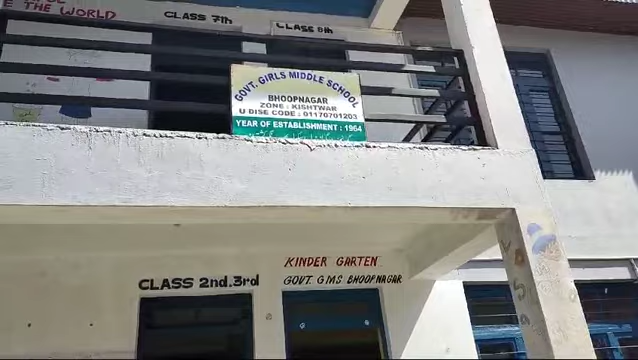 E THE WORLD
CLASS 7th
CLASS 8th
GOVT. GIRLS MIDDLE SCHOOL
BHOOPNAGAR
ZONE : KISHTWAR
U DISE CODE : 01170701203
YEAR OF ESTABLISHMENT : 1964
KINDER GARTEN
CLASS 2nd.3rd
GOVT. GMS BHOOPNAGAR